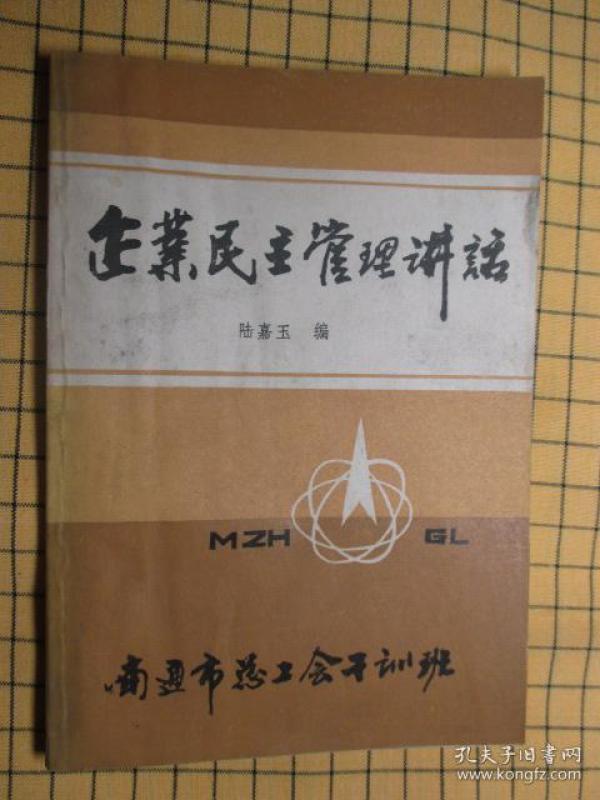 企業民主管理讲話
陆嘉玉 编
MZH GL
南通市总工会干训班
孔夫子旧書网
www.kongfz.com